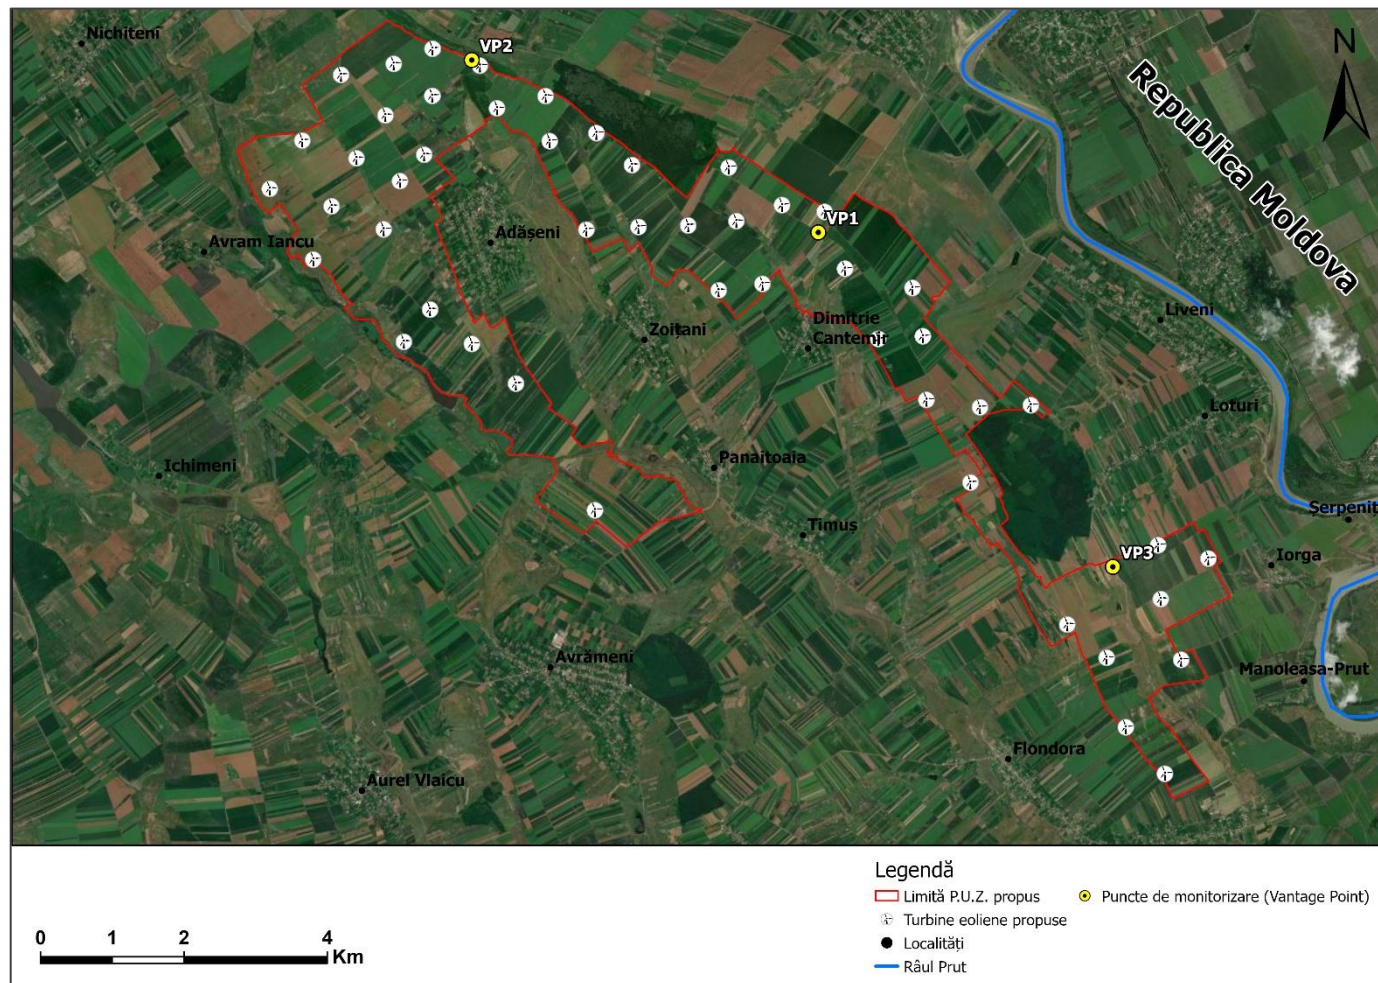 Nichiteni
VP2
N
Republica Moldova
Avram Iancu
Adășeni
VP1
Zoițani
Dimitrie
Cantemir
Liveni
Loturi
Ichimeni
Panaitoaia
Timuș
Șerpeniț
VP3
Iorga
Avrămeni
Manoleasa-Prut
Flondora
Aurel Vlaicu
Legendă
Limită P.U.Z. propus
Puncte de monitorizare (Vantage Point)
Turbine eoliene propuse
Localități
Râul Prut
0 1 2 4
Km